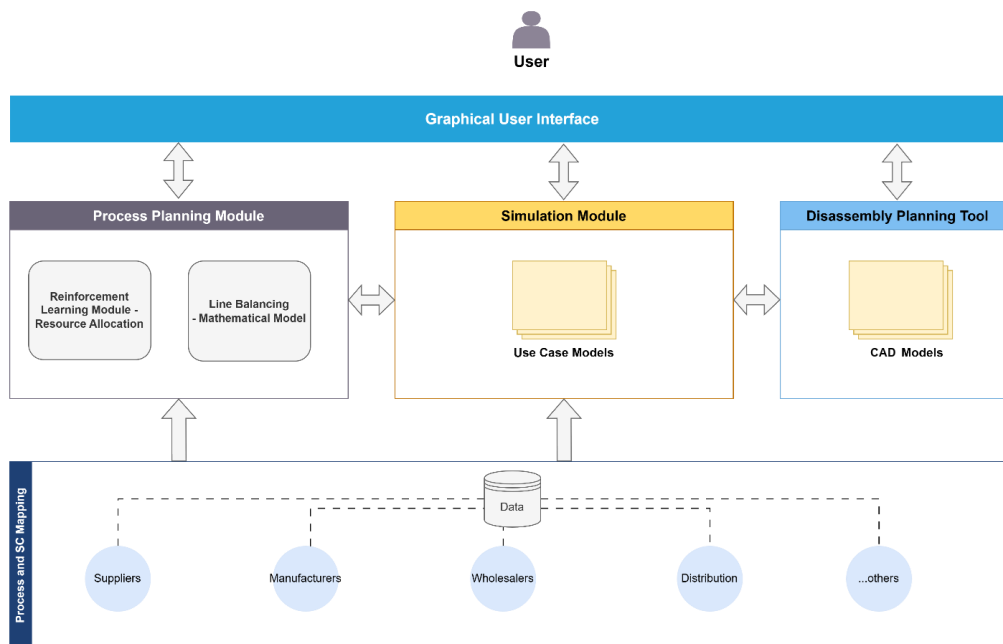 User
Graphical User Interface
Process Planning Module
Simulation Module
Disassembly Planning Tool
Reinforcement
Learning Module -
Resource Allocation
Line Balancing
- Mathematical Model
Use Case Models
CAD Models
Process and SC Mapping
Data
Suppliers
Manufacturers
Wholesalers
Distribution
...others